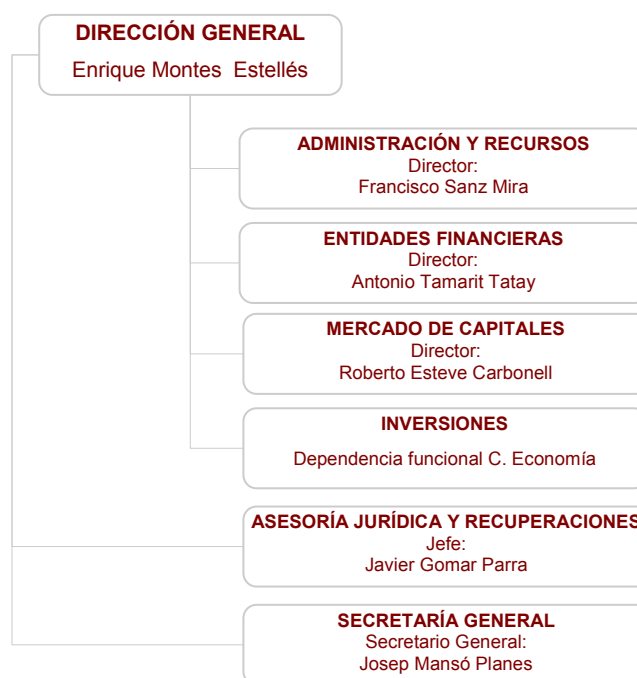 DIRECCIÓN GENERAL
Enrique Montes Estellés
ADMINISTRACIÓN Y RECURSOS
Director:
Francisco Sanz Mira
ENTIDADES FINANCIERAS
Director:
Antonio Tamarit Tatay
MERCADO DE CAPITALES
Director:
Roberto Esteve Carbonell
INVERSIONES
Dependencia funcional C. Economía
ASESORÍA JURÍDICA Y RECUPERACIONES
Jefe:
Javier Gomar Parra
SECRETARÍA GENERAL
Secretario General:
Josep Mansó Planes